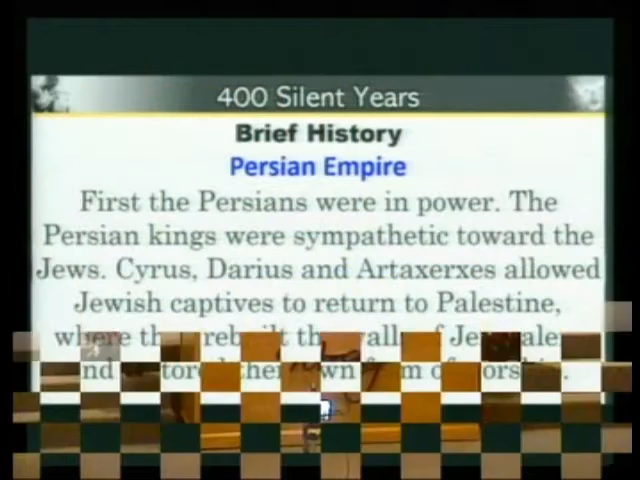 400 Silent Years
Brief History
Persian Empire
First the Persians were in power. The
Persian kings were sympathetic toward the
Jews. Cyrus, Darius and Artaxerxes allowed
Jewish captives to return to Palestine,